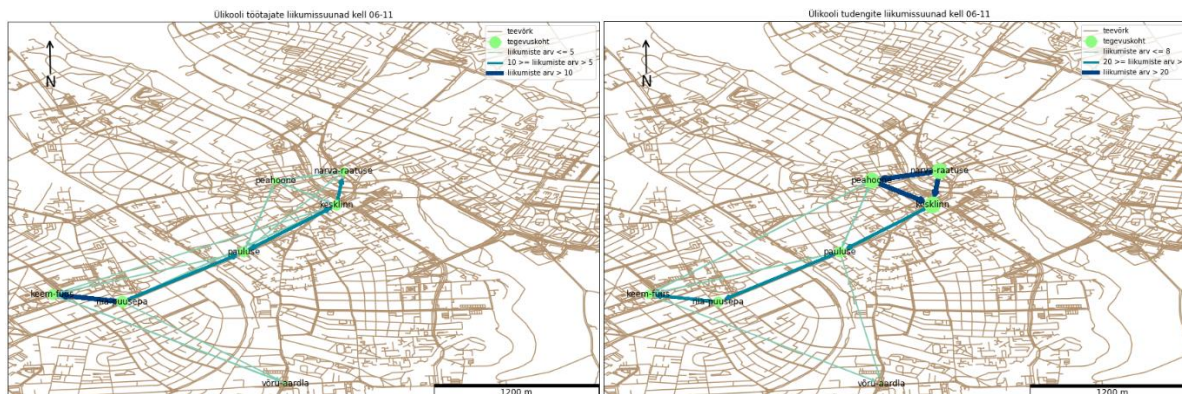 Ülikooli töötajate liikumissuunad kell 06-11
teevõrk
tegevuskoht
liikumiste arv <= 5
10 >= liikumiste arv > 5
liikumiste arv > 10
N
narva-raatuse
peahoone
kesklinn
pauluse
keem-füüs
nia-puusepa
võru-aardla
1200 m
Ülikooli tudengite liikumissuunad kell 06-11
teevõrk
tegevuskoht
liikumiste arv <= 8
20 >= liikumiste arv >
liikumiste arv > 20
N
narva-raatuse
peahoone
kesklinn
pauluse
keem-füüs
nia-puusepa
võru-aardla
1200 m